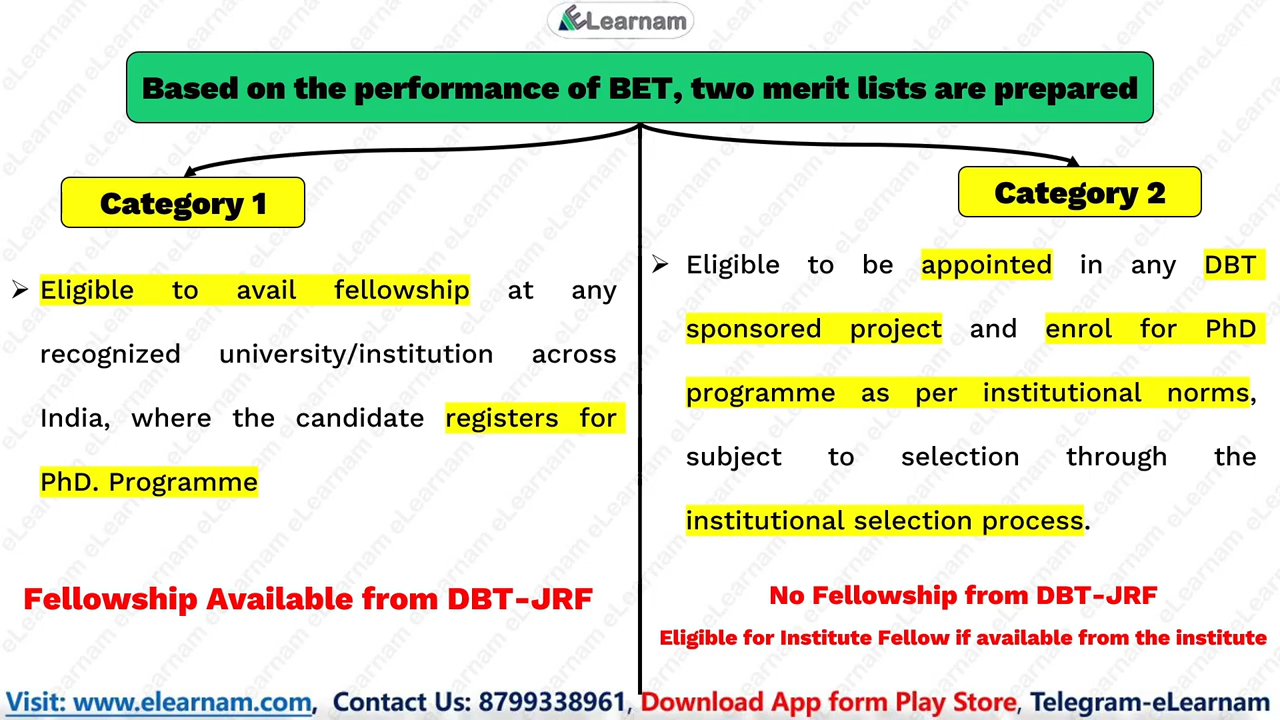 ELearnam
Based on the performance of BET, two merit lists are prepared
Category 1
➢ Eligible to avail fellowship at any
recognized university/institution across
India, where the candidate registers for
PhD. Programme
Fellowship Available from DBT-JRF
Category 2
➢ Eligible to be appointed in any DBT
sponsored project and enrol for PhD
programme as per institutional norms,
subject to selection through the
institutional selection process.
No Fellowship from DBT-JRF
Eligible for Institute Fellow if available from the institute
Visit: www.elearnam.com, Contact Us: 8799338961, Download App form Play Store, Telegram-eLearnam